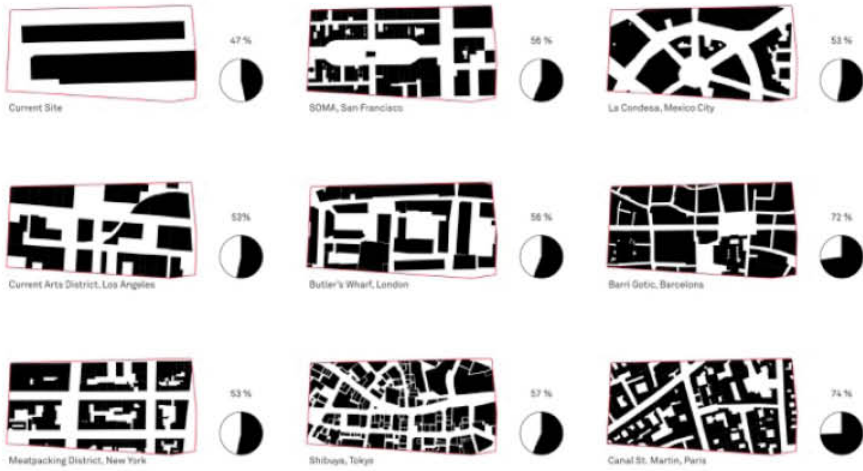 47 %
56 %
53 %
Current Site
SOMA, San Francisco
La Condesa, Mexico City
53%
56 %
72 %
Current Arts District, Los Angeles
Butler's Wharf, London
Barri Gotic, Barcelona
53 %
57 %
74 %
Meatpacking District, New York
Shibuya, Tokyo
Canal St. Martin, Paris